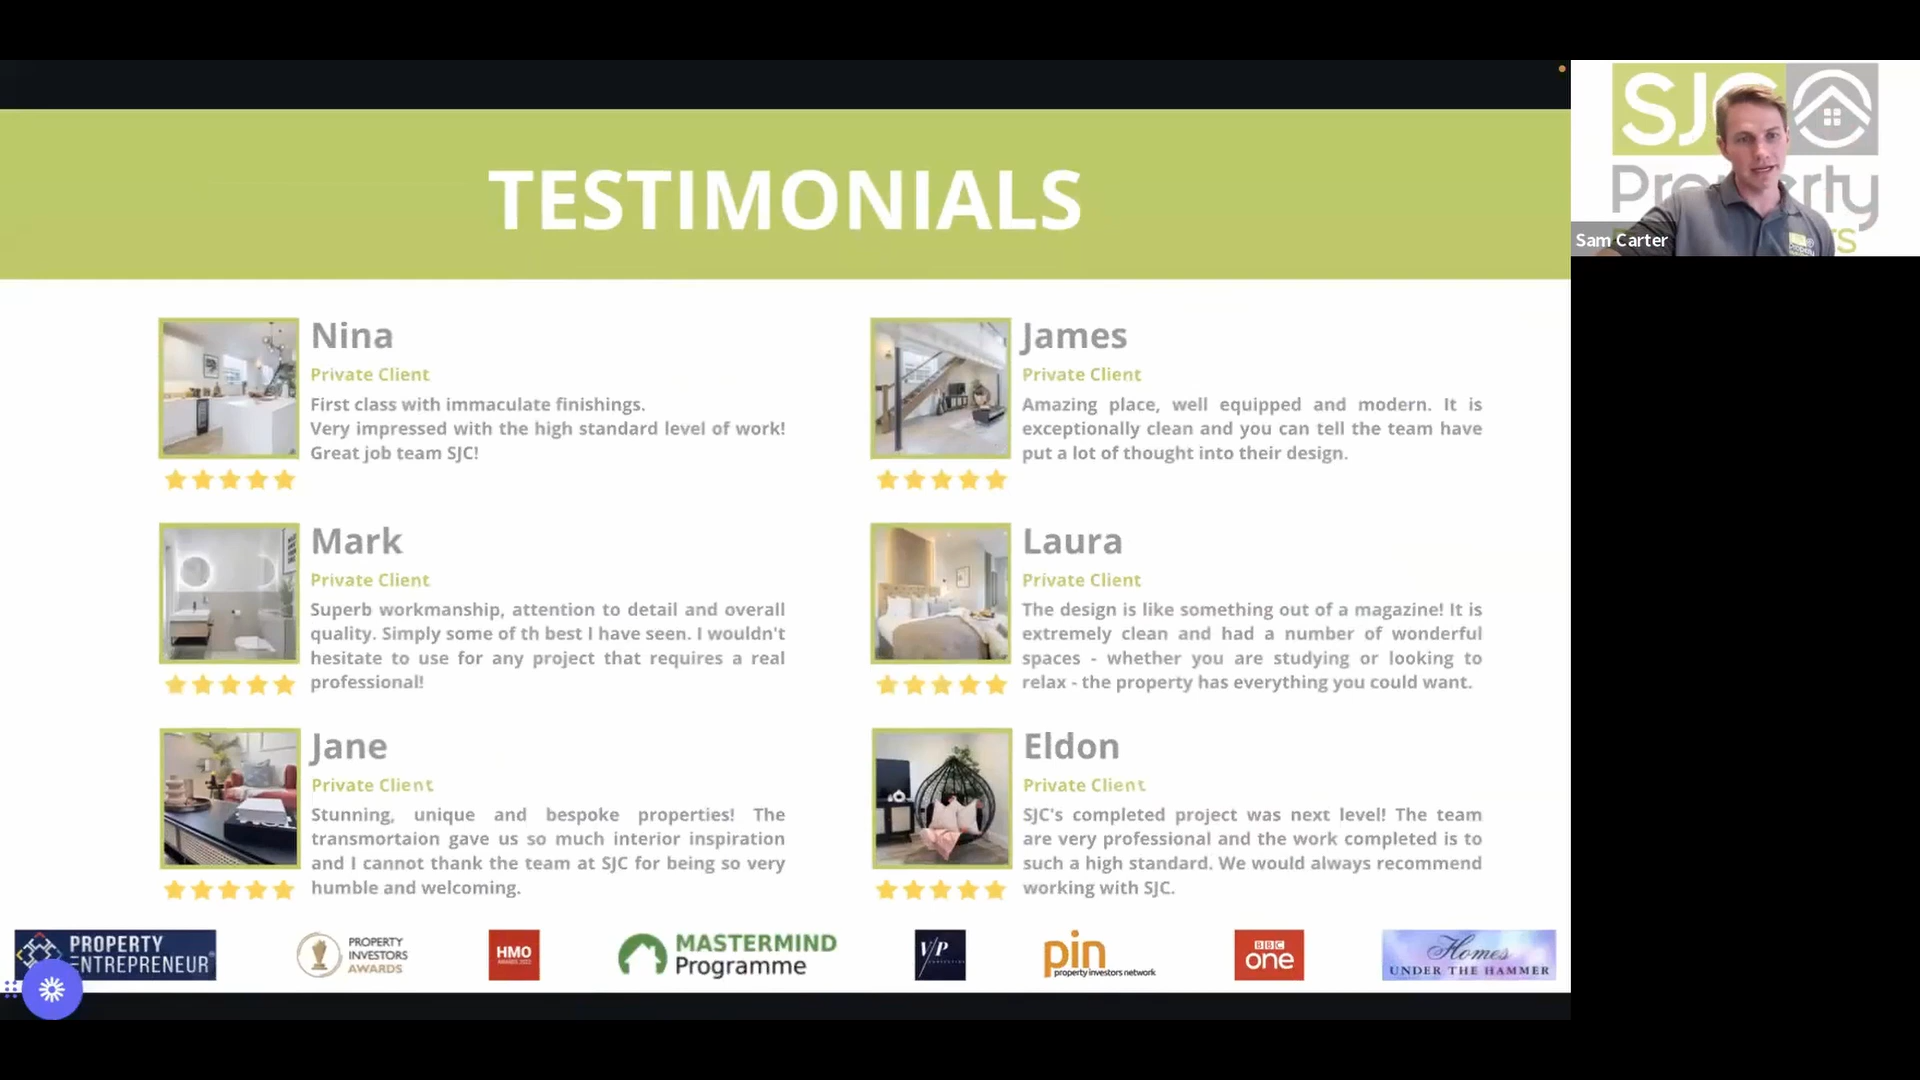 TESTIMONIALS
Nina
Private Client
First class with immaculate finishings.
Very impressed with the high standard level of work!
Great job team SJC!
James
Private Client
Amazing place, well equipped and modern. It is
exceptionally clean and you can tell the team have
put a lot of thought into their design.
Mark
Private Client
Superb workmanship, attention to detail and overall
quality. Simply some of th best I have seen. I wouldn't
hesitate to use for any project that requires a real
professional!
Laura
Private Client
The design is like something out of a magazine! It is
extremely clean and had a number of wonderful
spaces - whether you are studying or looking to
relax - the property has everything you could want.
Jane
Private Client
Stunning, unique and bespoke properties! The
transmortaion gave us so much interior inspiration
and I cannot thank the team at SJC for being so very
humble and welcoming.
Eldon
Private Client
SJC's completed project was next level! The team
are very professional and the work completed is to
such a high standard. We would always recommend
working with SJC.
PROPERTY
ENTREPRENEUR®
PROPERTY
INVESTORS
AWARDS
HMO
MASTERMIND
Programme
V/P
pin
property investors network
BBC
one
Homes
UNDER THE HAMMER
SJC
Property
Sam Carter